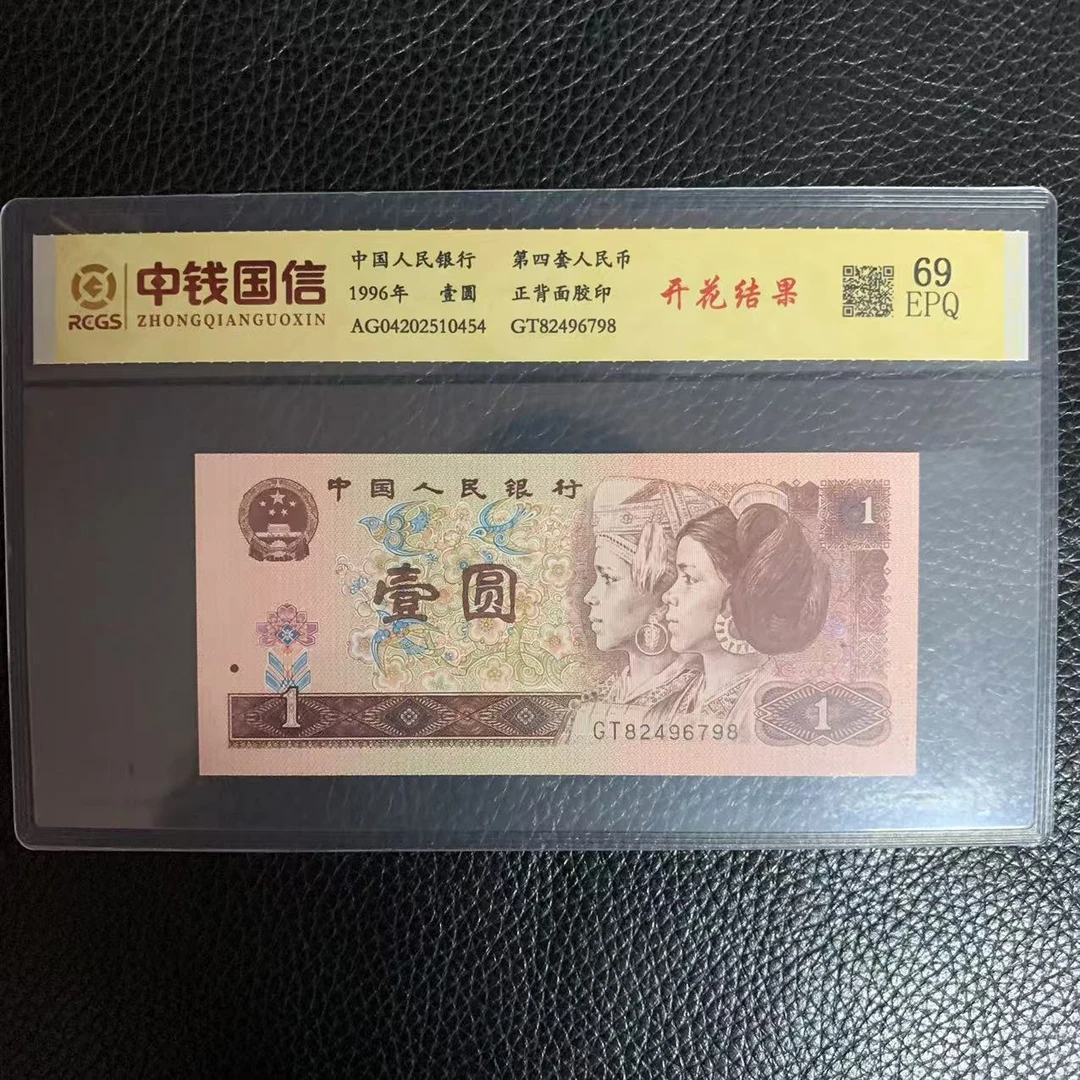 中钱国信
RCGS
ZHONGQIANGUOXIN
中国人民银行 第四套人民币
1996年 壹圆 正背面胶印
AG04202510454 GT82496798
开花结果
69
EPQ
中国人民银行
1
壹圆
1
GT82496798
1